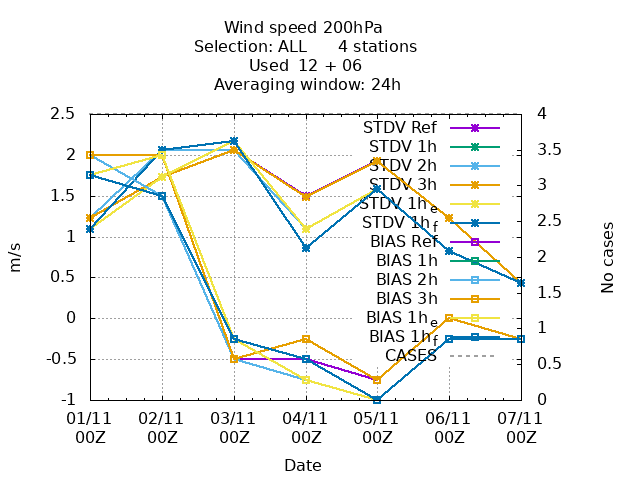 Wind speed 200hPa
Selection: ALL 4 stations
Used 12 + 06
Averaging window: 24h
2.5
2
1.5
1
0.5
0
-0.5
-1
m/s
4
3.5
3
2.5
2
1.5
1
0.5
0
No cases
STDV Ref
STDV 1h
STDV 2h
STDV 3h
STDV 1he
STDV 1hf
BIAS Ref
BIAS 1h
BIAS 2h
BIAS 3h
BIAS 1he
BIAS 1hf
CASES
01/11 02/11 03/11 04/11 05/11 06/11 07/11
00Z 00Z 00Z 00Z 00Z 00Z 00Z
Date